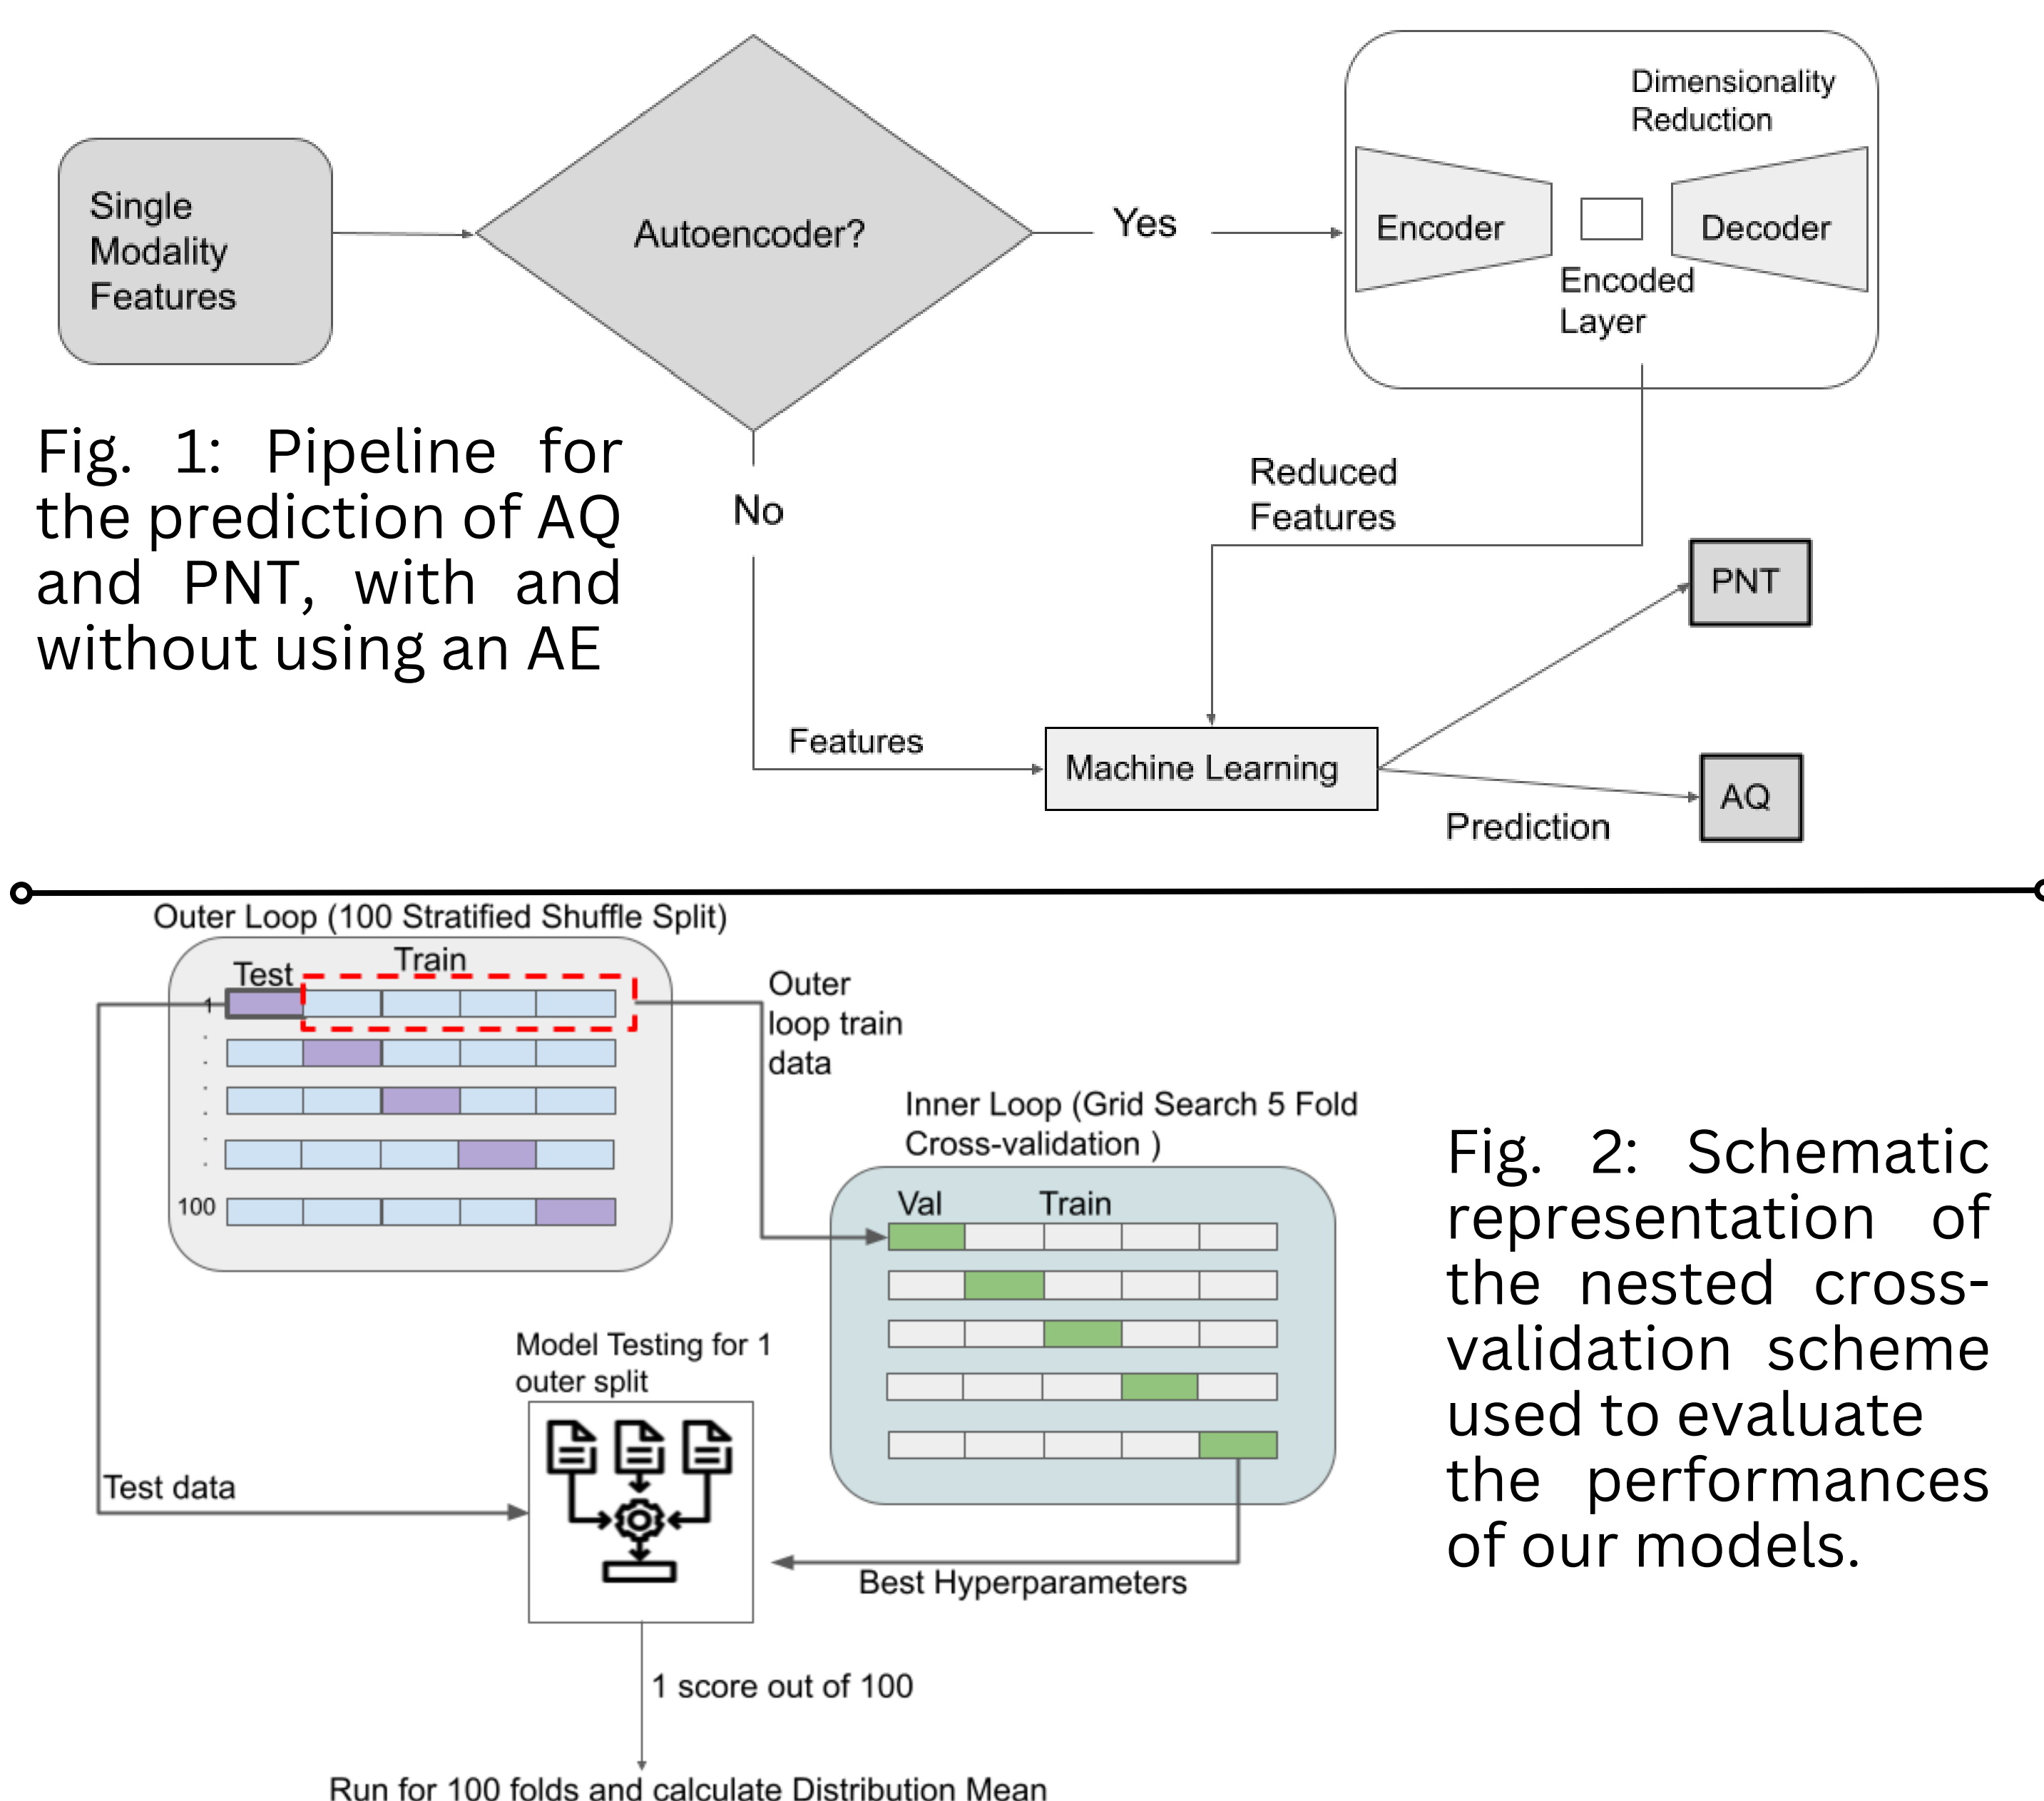 Single
Modality
Features
Autoencoder?
Yes
Dimensionality
Reduction
Encoder
Decoder
Encoded
Layer
No
Reduced
Features
Features
Machine Learning
PNT
AQ
Prediction
Fig. 1: Pipeline for
the prediction of AQ
and PNT, with and
without using an AE
Outer Loop (100 Stratified Shuffle Split)
Test
Train
1
.
.
.
.
.
.
100
Outer
loop train
data
Inner Loop (Grid Search 5 Fold
Cross-validation )
Val
Train
Model Testing for 1
outer split
Test data
Best Hyperparameters
1 score out of 100
Run for 100 folds and calculate Distribution Mean
Fig. 2: Schematic
representation of
the nested cross-
validation scheme
used to evaluate
the performances
of our models.